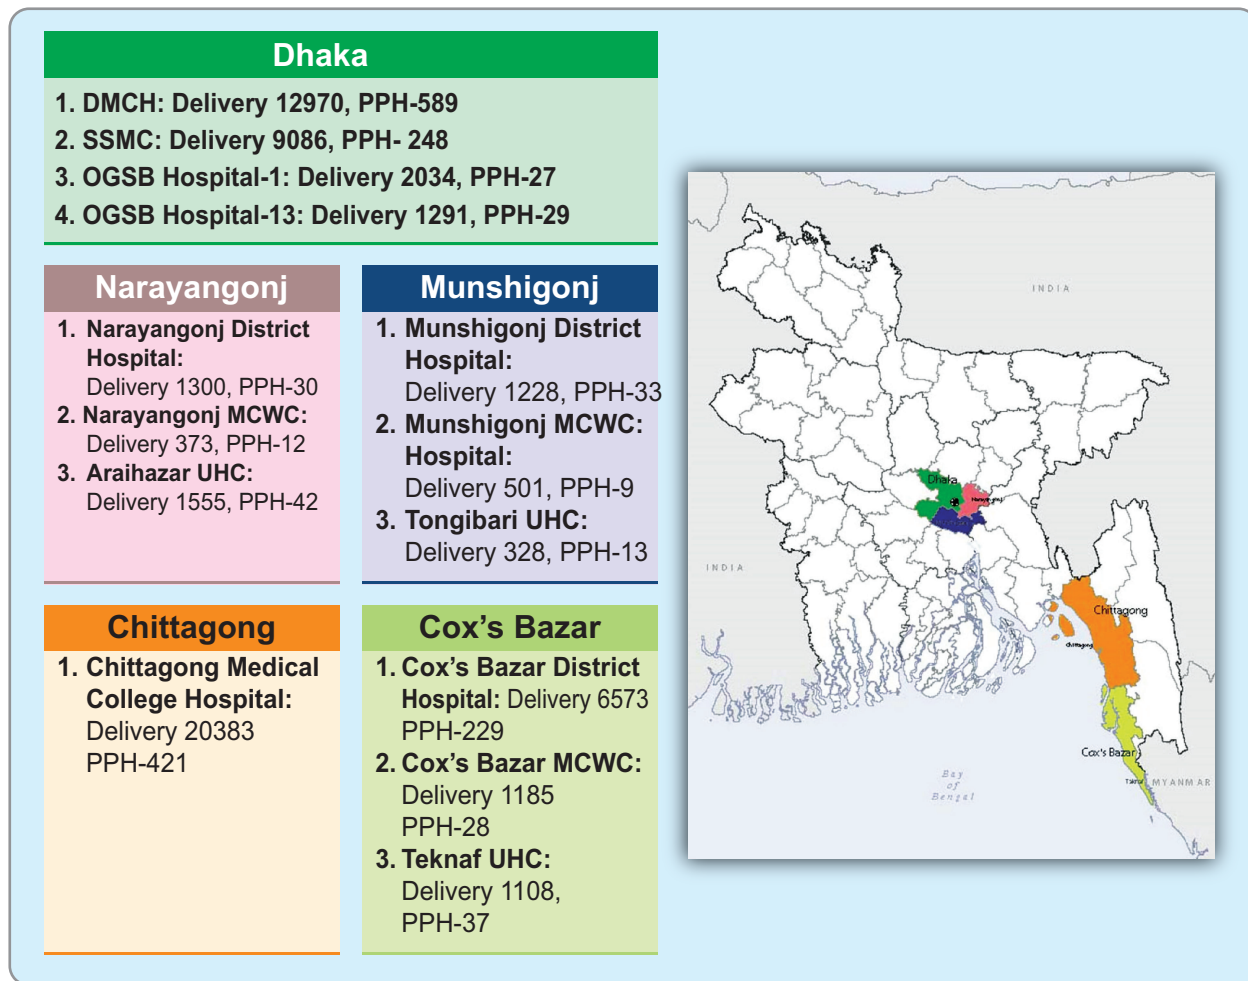 Dhaka
1. DMCH: Delivery 12970, PPH-589
2. SSMC: Delivery 9086, PPH- 248
3. OGSB Hospital-1: Delivery 2034, PPH-27
4. OGSB Hospital-13: Delivery 1291, PPH-29
Narayangonj
1. Narayangonj District
Hospital:
Delivery 1300, PPH-30
2. Narayangonj MCWC:
Delivery 373, PPH-12
3. Araihazar UHC:
Delivery 1555, PPH-42
Munshigonj
1. Munshigonj District
Hospital:
Delivery 1228, PPH-33
2. Munshigonj MCWC:
Hospital:
Delivery 501, PPH-9
3. Tongibari UHC:
Delivery 328, PPH-13
Chittagong
1. Chittagong Medical
College Hospital:
Delivery 20383
PPH-421
Cox's Bazar
1. Cox's Bazar District
Hospital: Delivery 6573
PPH-229
2. Cox's Bazar MCWC:
Delivery 1185
PPH-28
3. Teknaf UHC:
Delivery 1108,
PPH-37
INDIA
Dhaka
INDIA
Chittagong
Chittagong
Cox's Bazar
MYANMAR
Bay
of
Bengal